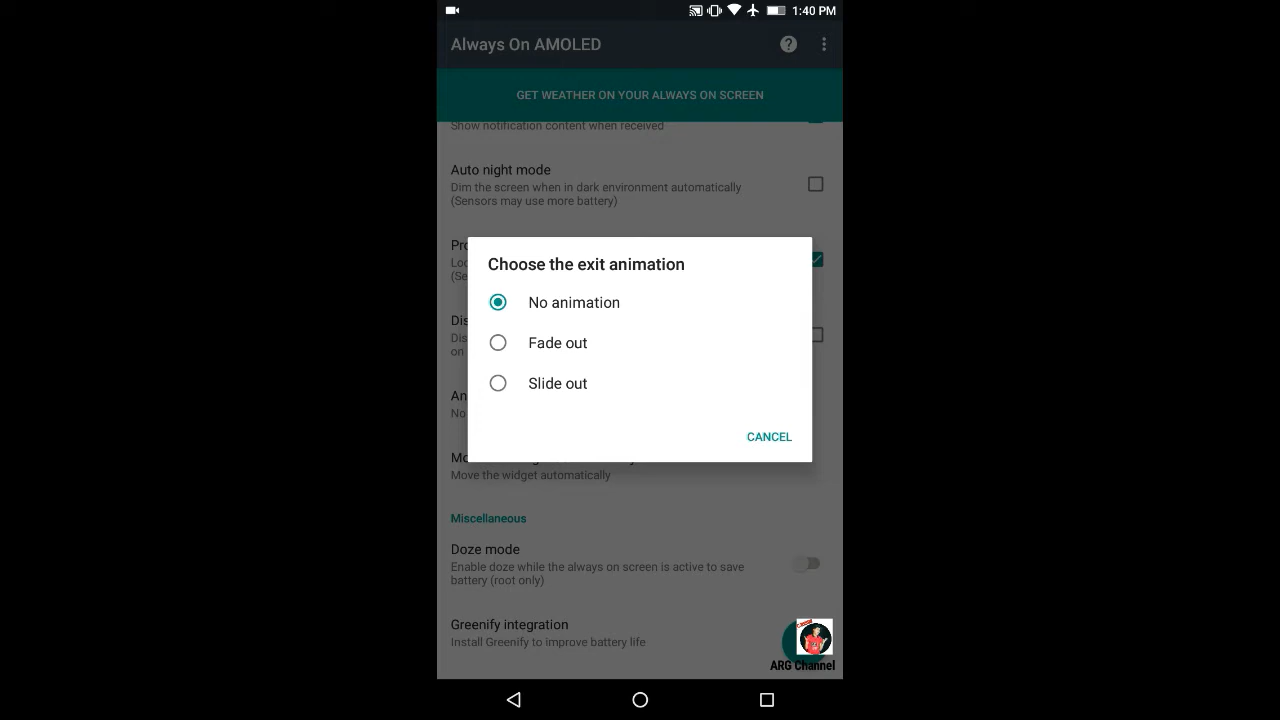 1:40 PM
Always On AMOLED
GET WEATHER ON YOUR ALWAYS ON SCREEN
Show notification content when received
Auto night mode
Dim the screen when in dark environment automatically
(Sensors may use more battery)
Choose the exit animation
No animation
Fade out
Slide out
CANCEL
Move the widget automatically
Miscellaneous
Doze mode
Enable doze while the always on screen is active to save
battery (root only)
Greenify integration
Install Greenify to improve battery life
ARG Channel